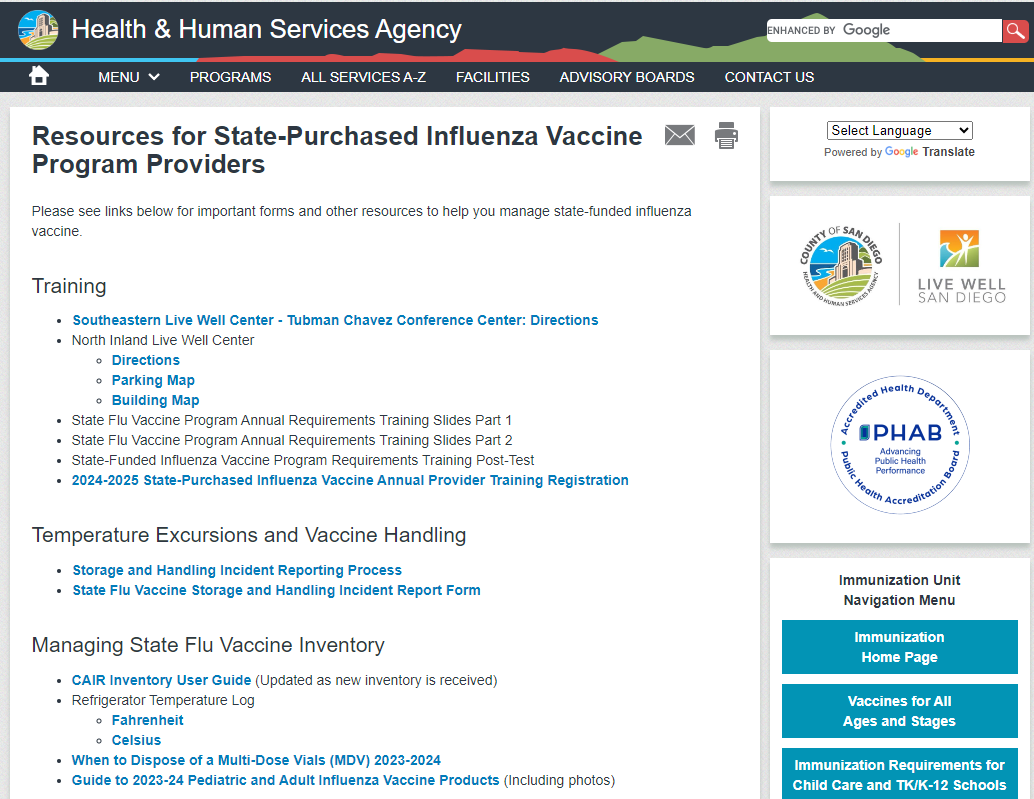 Health & Human Services Agency
ENHANCED BY Google
MENU PROGRAMS ALL SERVICES A-Z FACILITIES ADVISORY BOARDS CONTACT US
Resources for State-Purchased Influenza Vaccine
Program Providers
Please see links below for important forms and other resources to help you manage state-funded influenza
vaccine.
Training
Southeastern Live Well Center - Tubman Chavez Conference Center: Directions
North Inland Live Well Center
Directions
Parking Map
Building Map
State Flu Vaccine Program Annual Requirements Training Slides Part 1
State Flu Vaccine Program Annual Requirements Training Slides Part 2
State-Funded Influenza Vaccine Program Requirements Training Post-Test
2024-2025 State-Purchased Influenza Vaccine Annual Provider Training Registration
Temperature Excursions and Vaccine Handling
Storage and Handling Incident Reporting Process
State Flu Vaccine Storage and Handling Incident Report Form
Managing State Flu Vaccine Inventory
CAIR Inventory User Guide (Updated as new inventory is received)
Refrigerator Temperature Log
Fahrenheit
Celsius
When to Dispose of a Multi-Dose Vials (MDV) 2023-2024
Guide to 2023-24 Pediatric and Adult Influenza Vaccine Products (Including photos)
Select Language
Powered by Google Translate
COUNTY OF SAN DIEGO
HEALTH AND HUMAN SERVICES AGENCY
LIVE WELL
SAN DIEGO
Accredited Health Department
PHAB
Advancing
Public Health
Performance
Public Health Accreditation Board
Immunization Unit
Navigation Menu
Immunization
Home Page
Vaccines for All
Ages and Stages
Immunization Requirements for
Child Care and TK/K-12 Schools